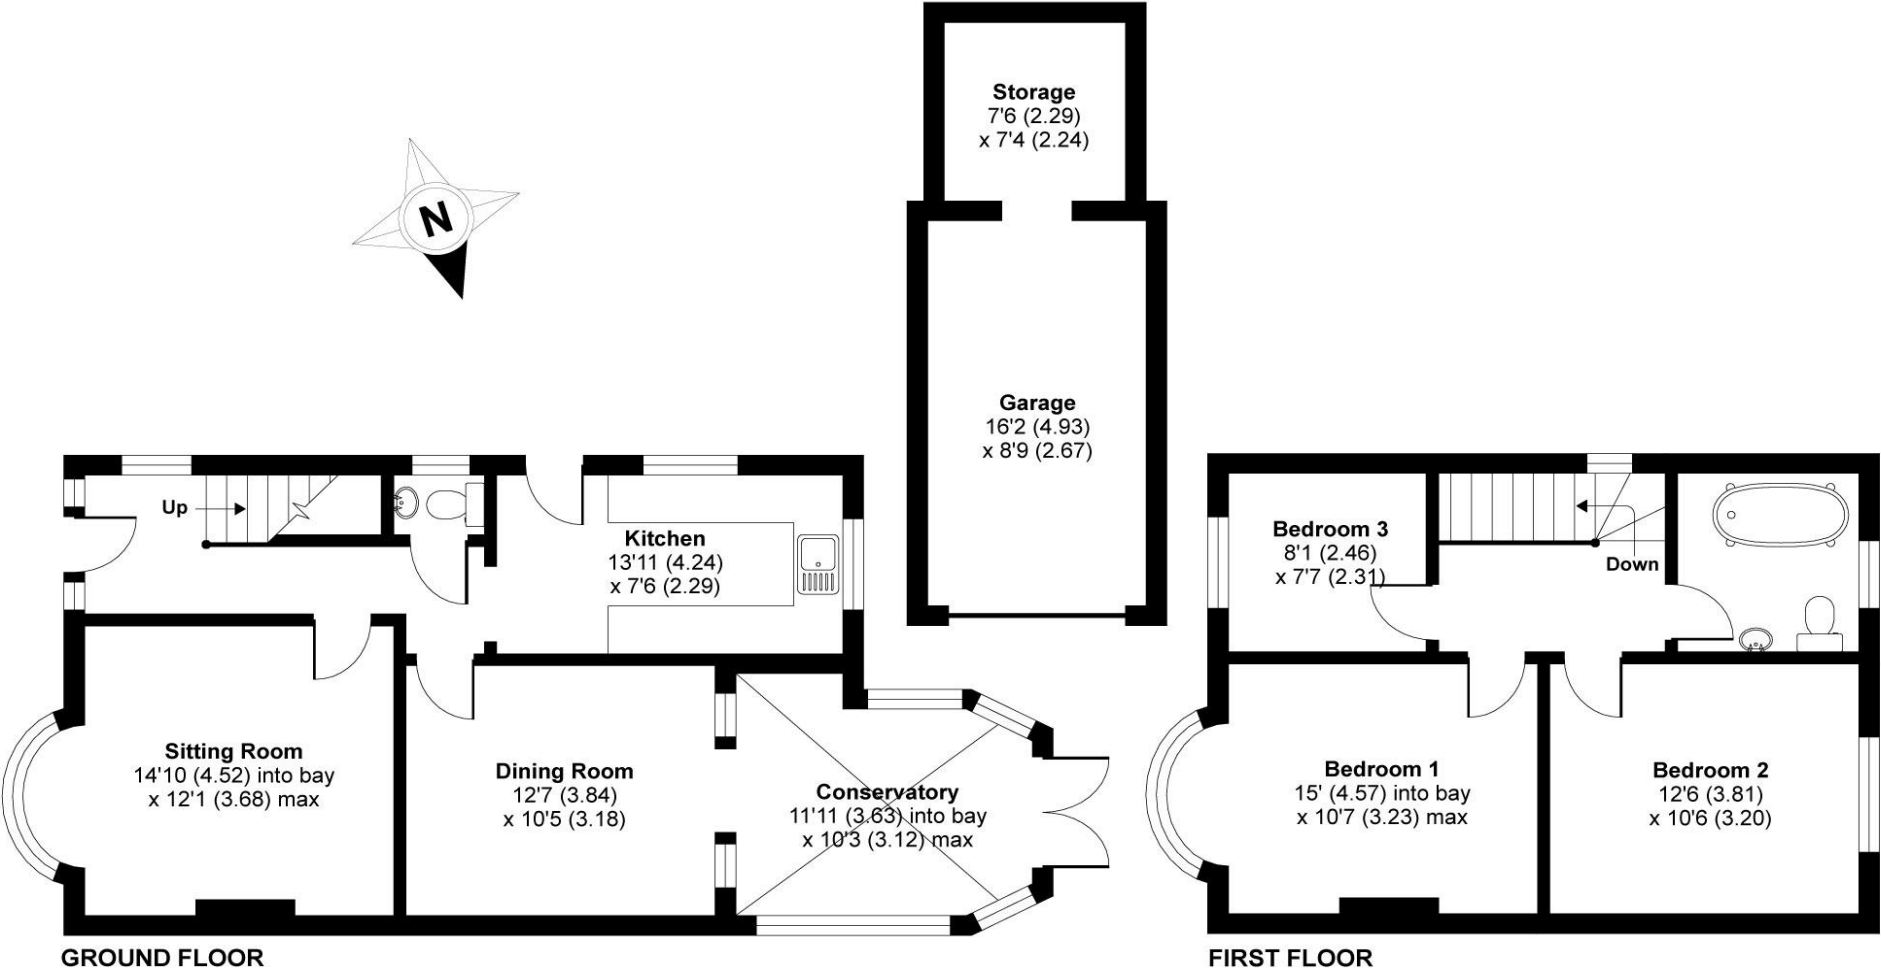 Storage
7'6 (2.29)
x 7'4 (2.24)
N
Garage
16'2 (4.93)
x 8'9 (2.67)
Up
Kitchen
13'11 (4.24)
x 7'6 (2.29)
Sitting Room
14'10 (4.52) into bay
x 12'1 (3.68) max
Dining Room
12'7 (3.84)
x 10'5 (3.18)
Conservatory
11'11 (3.63) into bay
x 10'3 (3.12) max
GROUND FLOOR
Bedroom 3
8'1 (2.46)
x 7'7 (2.31)
Down
Bedroom 1
15' (4.57) into bay
x 10'7 (3.23) max
Bedroom 2
12'6 (3.81)
x 10'6 (3.20)
FIRST FLOOR